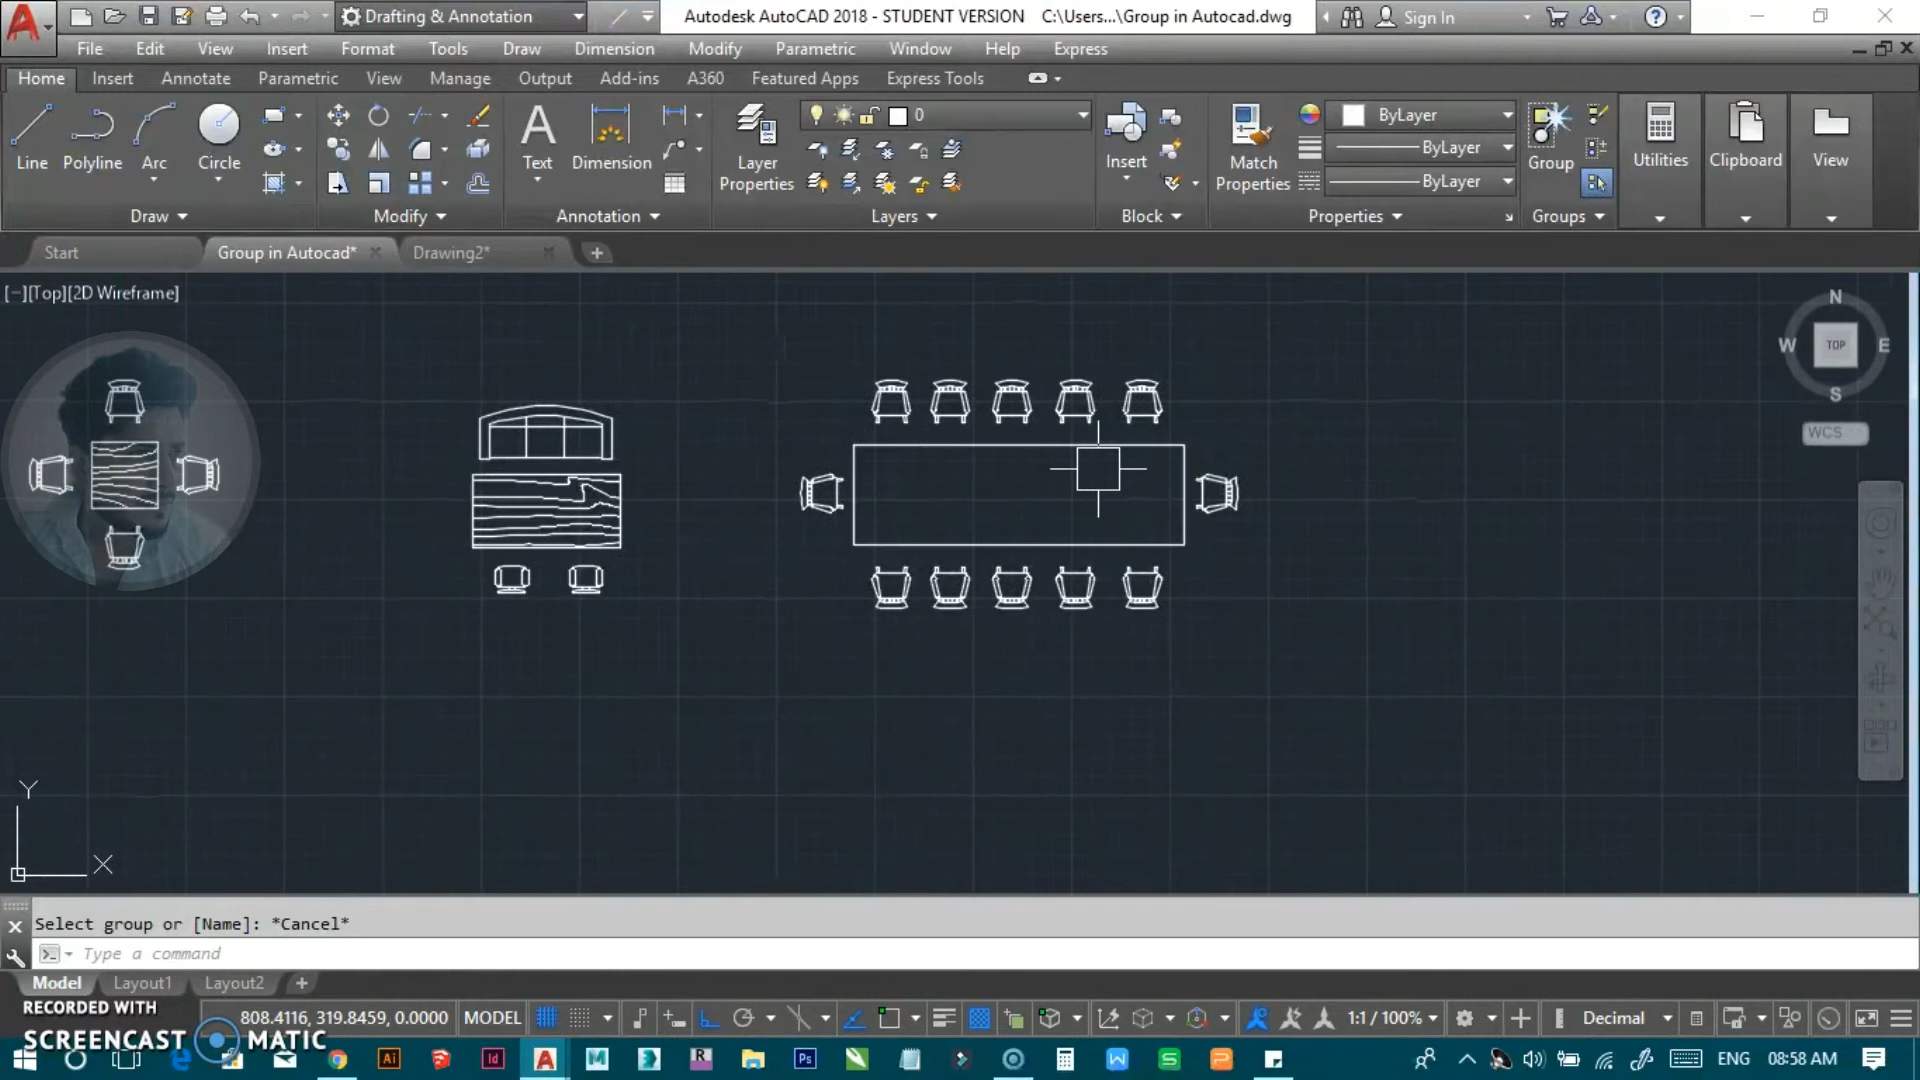 Drafting & Annotation
Autodesk AutoCAD 2018 - STUDENT VERSION C:\Users...\Group in Autocad.dwg
Sign In
File Edit View Insert Format Tools Draw Dimension Modify Parametric Window Help Express
Home Insert Annotate Parametric View Manage Output Add-ins A360 Featured Apps Express Tools
0
ByLayer
ByLayer
ByLayer
Line Polyline Arc Circle
Text Dimension
Layer Properties
Insert
Match Properties
Group
Utilities Clipboard View
Draw Modify Annotation Layers Block Properties Groups
Start Group in Autocad* Drawing2*
[−][Top][2D Wireframe]
N
W TOP E
S
WCS
Y
X
Select group or [Name]: *Cancel*
Type a command
Model Layout1 Layout2
RECORDED WITH
SCREENCAST MATIC
808.4116, 319.8459, 0.0000 MODEL 1:1 / 100% Decimal
ENG 08:58 AM